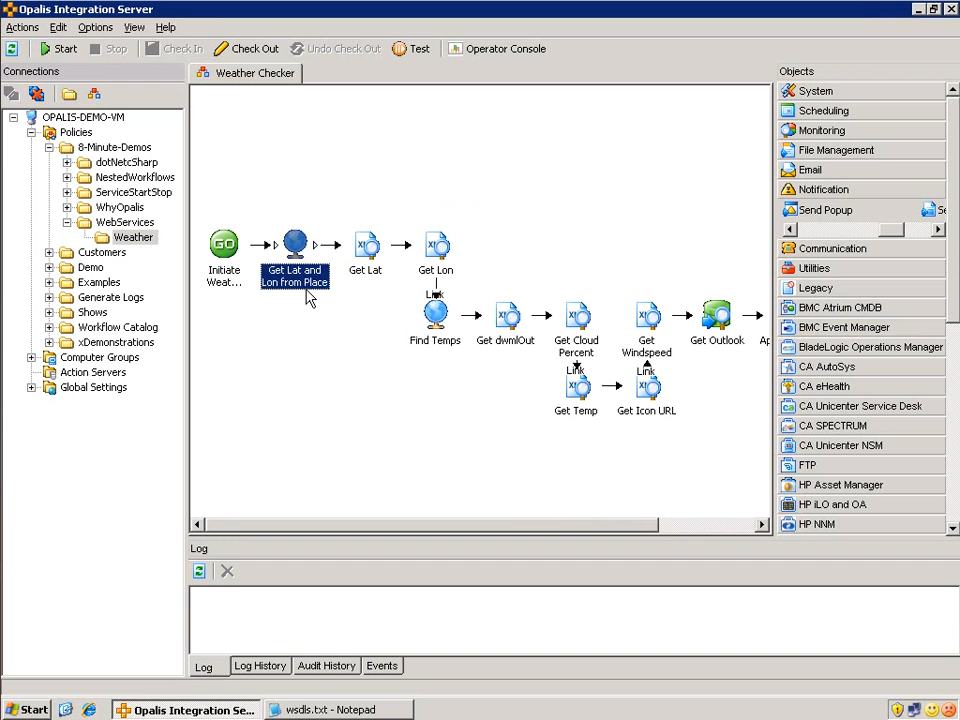 Opalis Integration Server
Actions Edit Options View Help
Start Stop Check In Check Out Undo Check Out Test Operator Console
Connections
Weather Checker
Objects
OPALIS-DEMO-VM
Policies
8-Minute-Demos
dotNetcSharp
NestedWorkflows
ServiceStartStop
WhyOpalis
WebServices
Weather
Customers
Demo
Examples
Generate Logs
Shows
Workflow Catalog
xDemonstrations
Computer Groups
Action Servers
Global Settings
GO
Initiate
Weat...
Get Lat and
Lon from Place
Get Lat
Get Lon
Link
Find Temps
Get dwmlOut
Get Cloud
Percent
Get
Windspeed
Get Outlook
Ap
Link
Link
Get Temp
Get Icon URL
System
Scheduling
Monitoring
File Management
Email
Notification
Send Popup
Se
Communication
Utilities
Legacy
BMC Atrium CMDB
BMC Event Manager
BladeLogic Operations Manager
CA AutoSys
CA eHealth
CA Unicenter Service Desk
CA SPECTRUM
CA Unicenter NSM
FTP
HP Asset Manager
HP iLO and OA
HP NNM
Log
Log Log History Audit History Events
Start Opalis Integration Se... wsdls.txt - Notepad